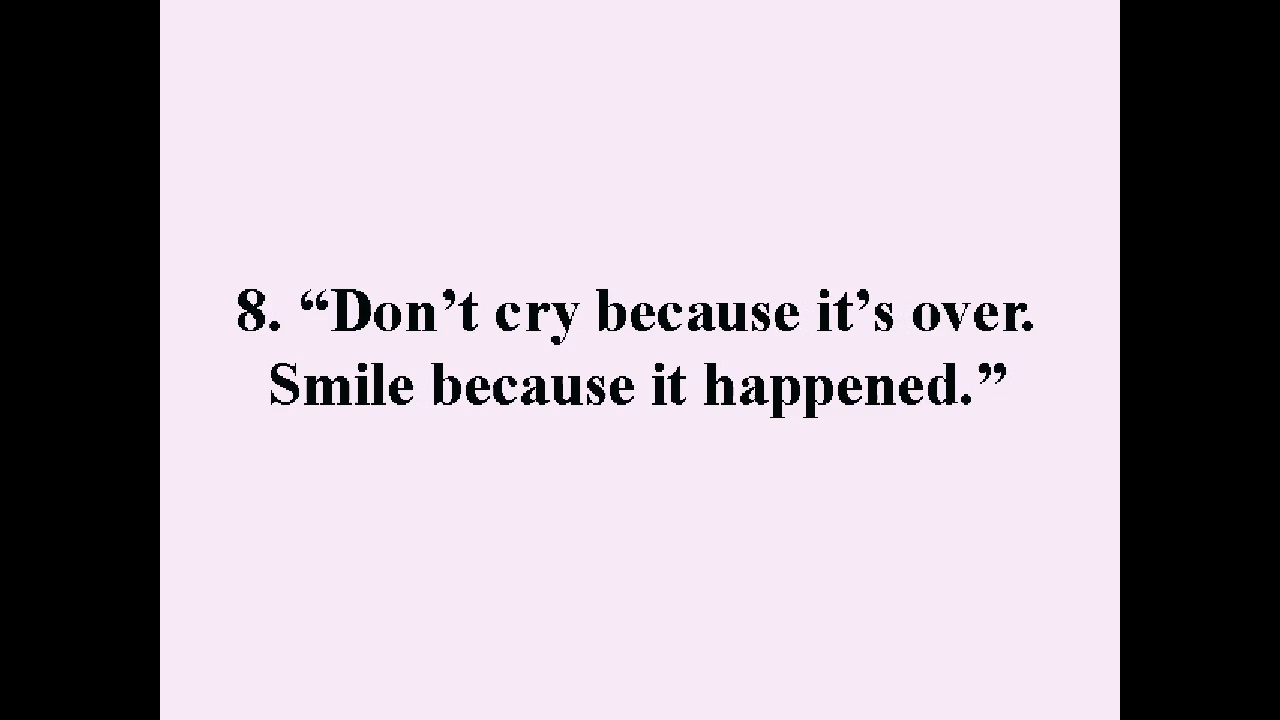 8. “Don’t cry because it’s over.
Smile because it happened.”